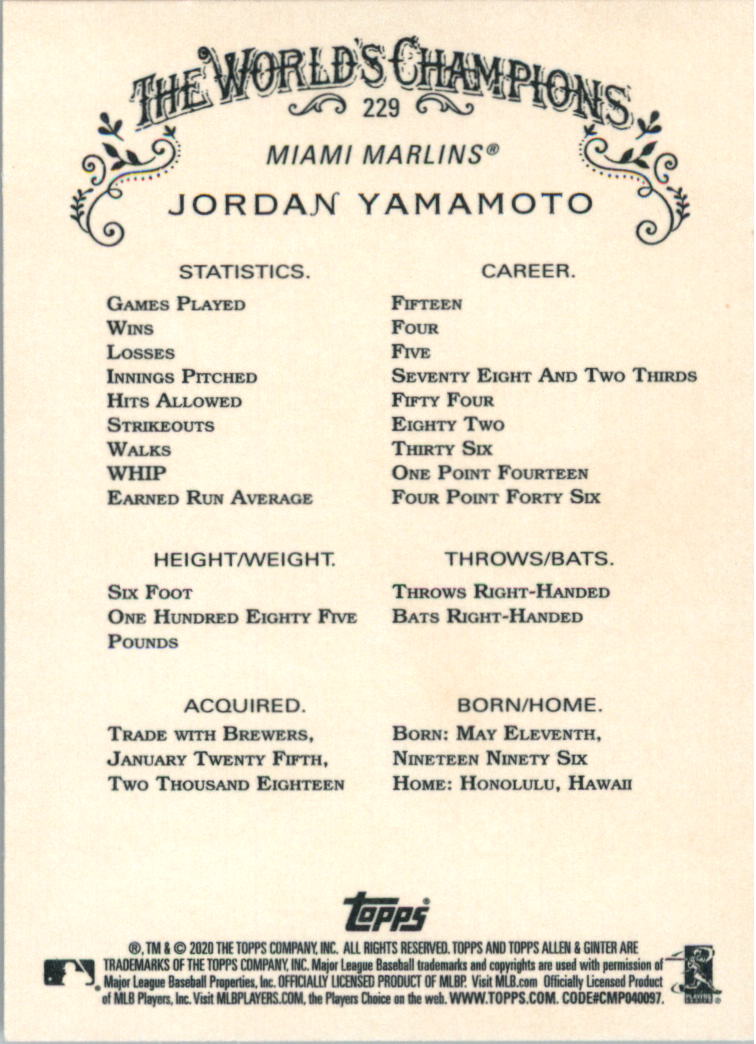 THE WORLD'S CHAMPIONS
229
MIAMI MARLINS®
JORDAN YAMAMOTO
STATISTICS. CAREER.
GAMES PLAYED FIFTEEN
WINS FOUR
LOSSES FIVE
INNINGS PITCHED SEVENTY EIGHT AND TWO THIRDS
HITS ALLOWED FIFTY FOUR
STRIKEOUTS EIGHTY TWO
WALKS THIRTY SIX
WHIP ONE POINT FOURTEEN
EARNED RUN AVERAGE FOUR POINT FORTY SIX
HEIGHT/WEIGHT.
SIX FOOT
ONE HUNDRED EIGHTY FIVE
POUNDS
THROWS/BATS.
THROWS RIGHT-HANDED
BATS RIGHT-HANDED
ACQUIRED.
TRADE WITH BREWERS,
JANUARY TWENTY FIFTH,
TWO THOUSAND EIGHTEEN
BORN/HOME.
BORN: MAY ELEVENTH,
NINETEEN NINETY SIX
HOME: HONOLULU, HAWAII
topps®
®, TM & © 2020 THE TOPPS COMPANY, INC. ALL RIGHTS RESERVED. TOPPS AND TOPPS ALLEN & GINTER ARE
TRADEMARKS OF THE TOPPS COMPANY, INC. Major League Baseball trademarks and copyrights are used with permission of
Major League Baseball Properties, Inc. OFFICIALLY LICENSED PRODUCT OF MLBP. Visit MLB.com Officially Licensed Product
of MLB Players, Inc. Visit MLBPLAYERS.COM, the Players Choice on the web. WWW.TOPPS.COM. CODE#CMP040097.